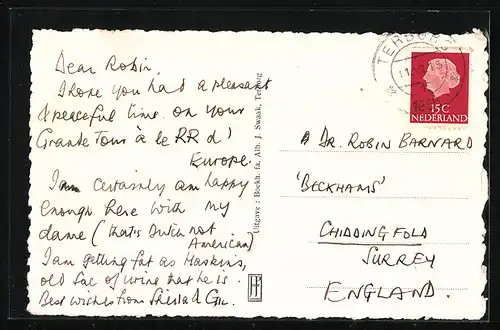 Dear Robin,
I hope you had a pleasant
& peaceful time on your
Grande Tour à le RR d'
Europe.
I am certainly am happy
enough here with my
dame (that's Dutch not
American)
I am getting fat as Haskins,
old Sac of wine that he is.
Best wishes from Sheila &
Uitgave : Boekh. fa. Alb. J. Swaak, Terborg
TERBORG
15C
NEDERLAND
DR. ROBIN BARNARD
'BECKHAMS'
CHIDDINGFOLD
SURREY
ENGLAND.